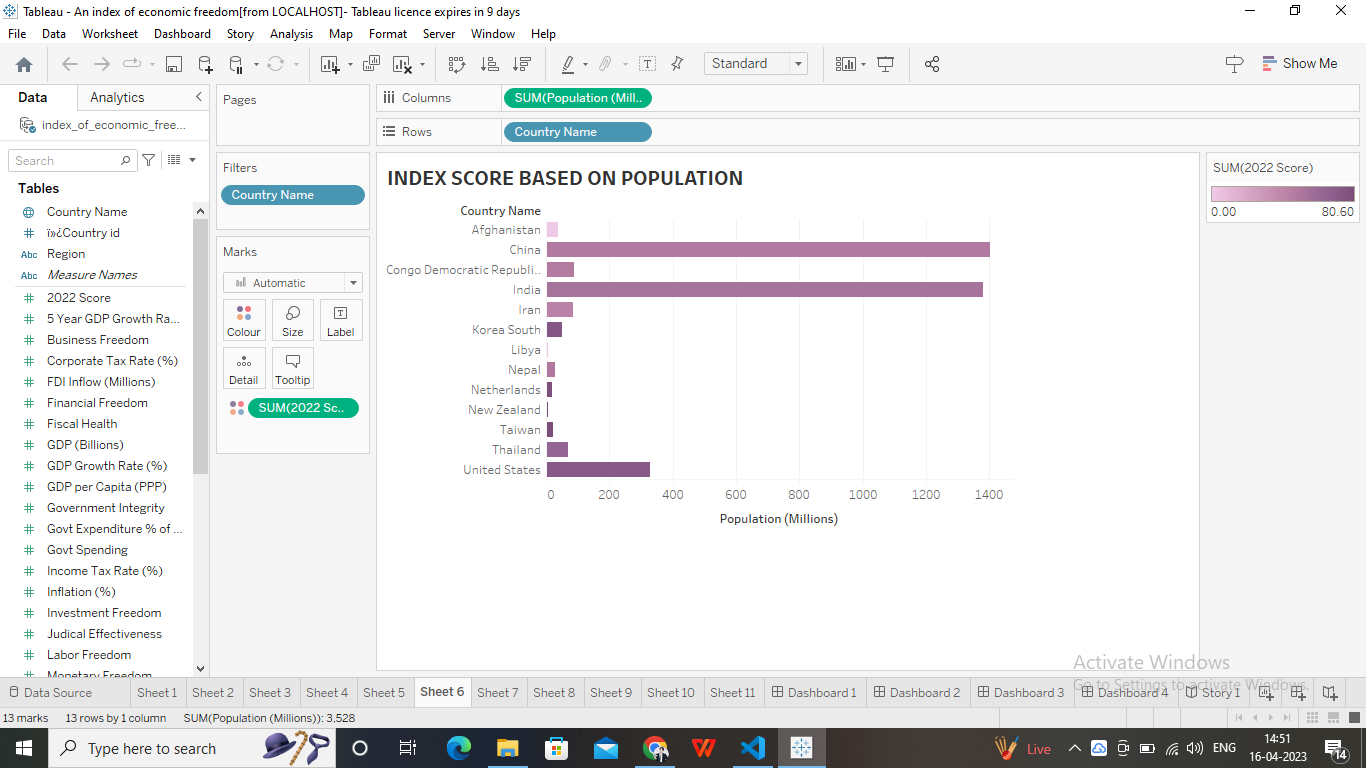 Tableau - An index of economic freedom[from LOCALHOST]- Tableau licence expires in 9 days
File Data Worksheet Dashboard Story Analysis Map Format Server Window Help
Standard
Show Me
Data Analytics
index_of_economic_free...
Search
Tables
Country Name
ï»¿Country id
Abc Region
Abc Measure Names
2022 Score
5 Year GDP Growth Ra...
Business Freedom
Corporate Tax Rate (%)
FDI Inflow (Millions)
Financial Freedom
Fiscal Health
GDP (Billions)
GDP Growth Rate (%)
GDP per Capita (PPP)
Government Integrity
Govt Expenditure % of ...
Govt Spending
Income Tax Rate (%)
Inflation (%)
Investment Freedom
Judical Effectiveness
Labor Freedom
Monetary Freedom
Pages
Filters
Country Name
Marks
Automatic
Colour Size Label
Detail Tooltip
SUM(2022 Sc..
Columns SUM(Population (Mill..
Rows Country Name
INDEX SCORE BASED ON POPULATION
Country Name
Afghanistan
China
Congo Democratic Republi..
India
Iran
Korea South
Libya
Nepal
Netherlands
New Zealand
Taiwan
Thailand
United States
0 200 400 600 800 1000 1200 1400
Population (Millions)
SUM(2022 Score)
0.00 80.60
Activate Windows
Go to Settings to activate Windows.
Data Source Sheet 1 Sheet 2 Sheet 3 Sheet 4 Sheet 5 Sheet 6 Sheet 7 Sheet 8 Sheet 9 Sheet 10 Sheet 11 Dashboard 1 Dashboard 2 Dashboard 3 Dashboard 4 Story 1
13 marks 13 rows by 1 column SUM(Population (Millions)): 3,528
Type here to search
Live
ENG
14:51
16-04-2023
14